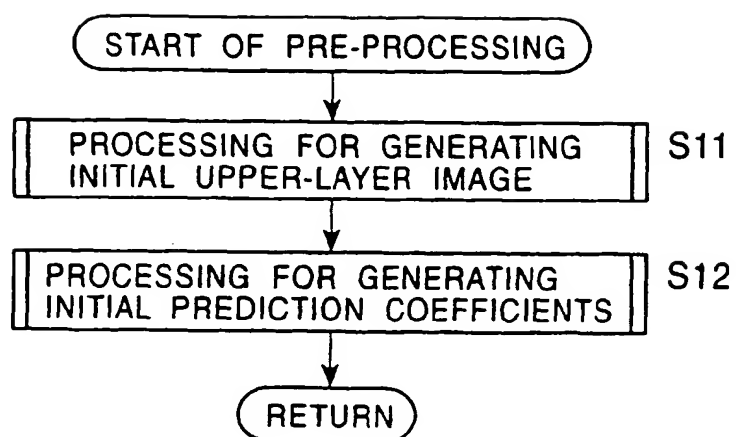 START OF PRE-PROCESSING
PROCESSING FOR GENERATING
INITIAL UPPER-LAYER IMAGE
S11
PROCESSING FOR GENERATING
INITIAL PREDICTION COEFFICIENTS
S12
RETURN